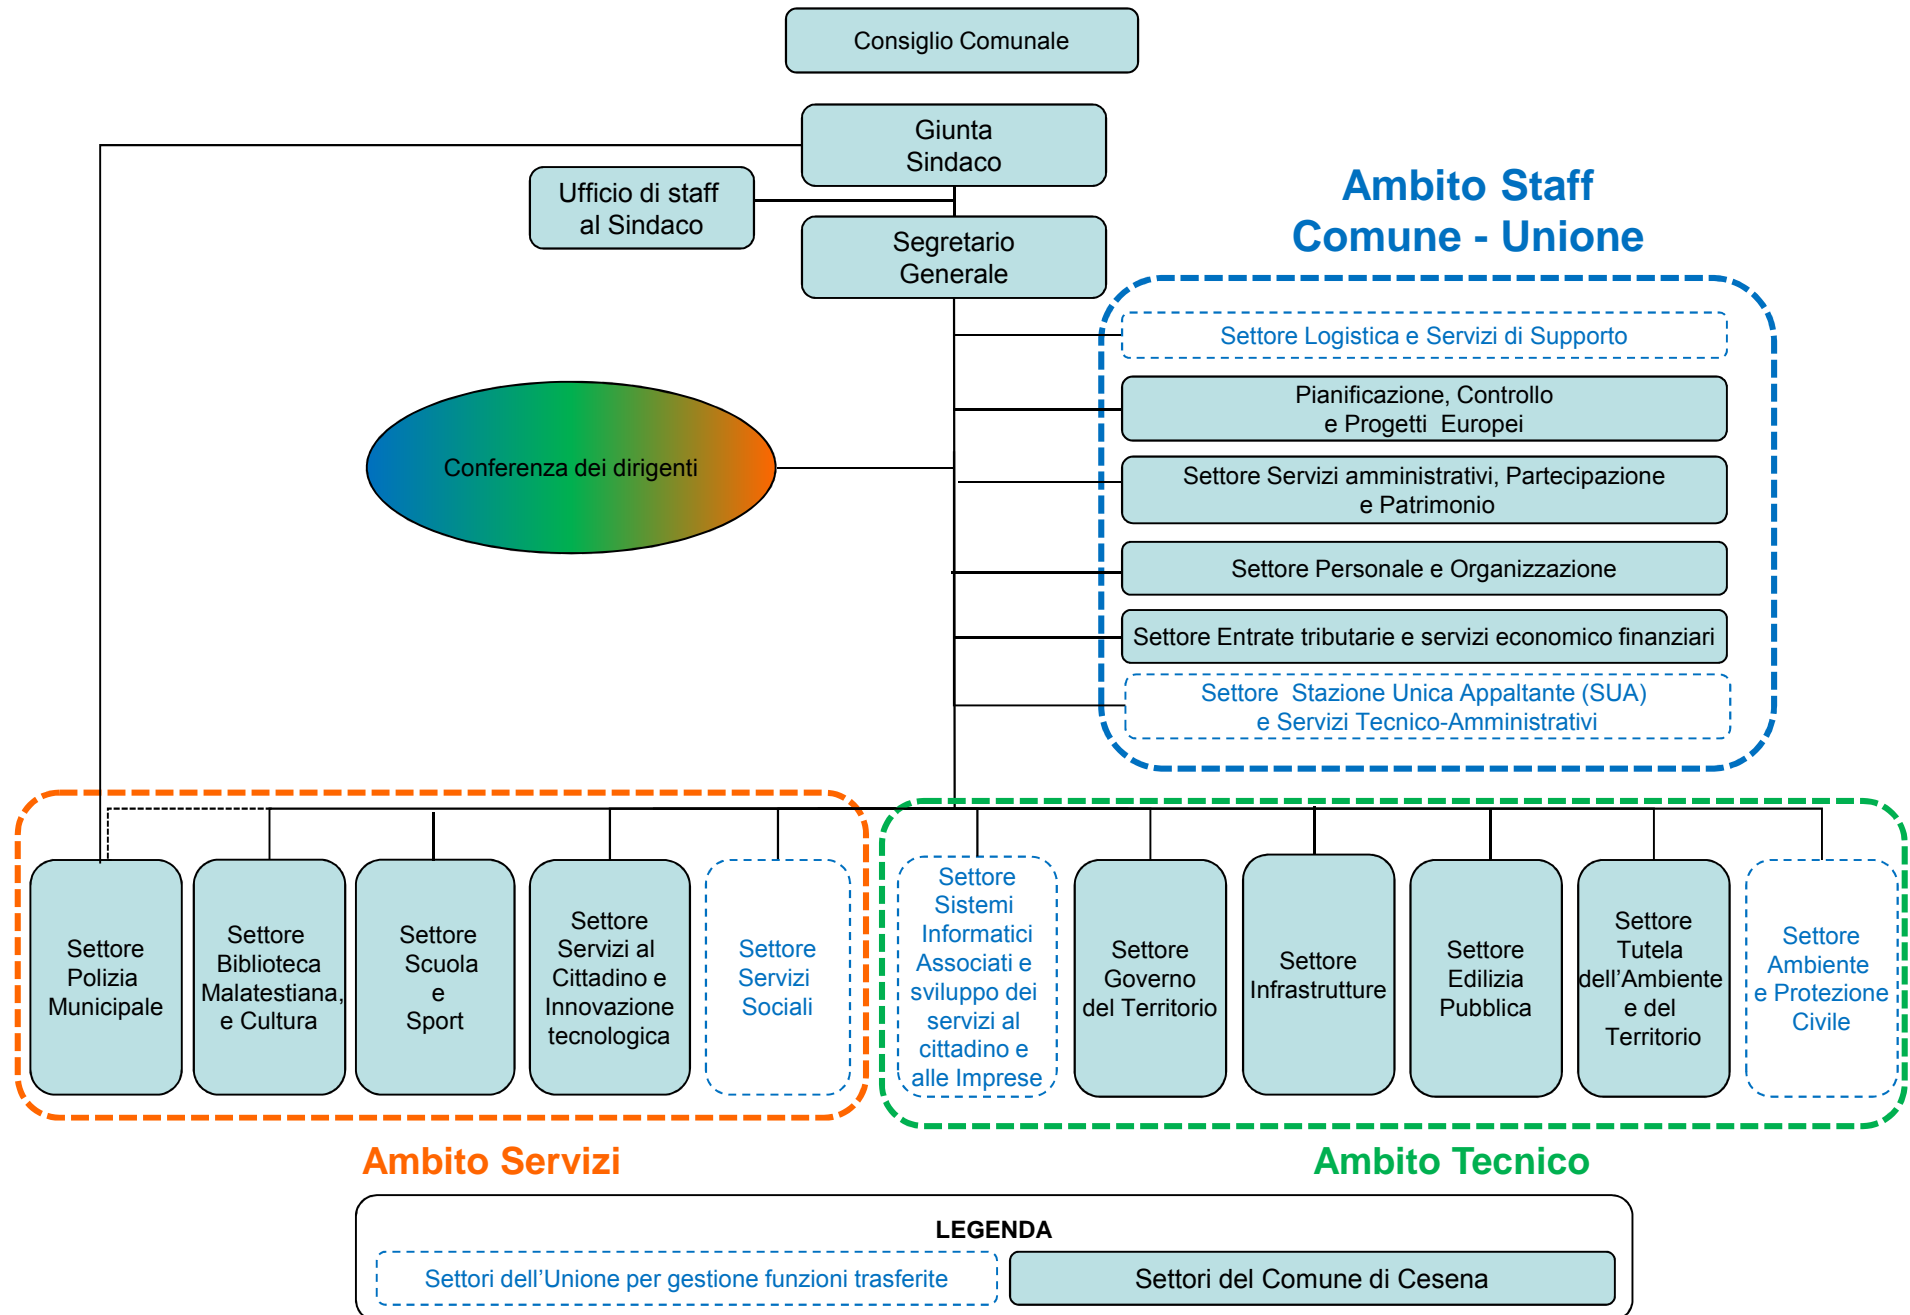 Consiglio Comunale
Giunta
Sindaco
Ufficio di staff
al Sindaco
Segretario
Generale
Ambito Staff
Comune - Unione
Settore Logistica e Servizi di Supporto
Pianificazione, Controllo
e Progetti Europei
Conferenza dei dirigenti
Settore Servizi amministrativi, Partecipazione
e Patrimonio
Settore Personale e Organizzazione
Settore Entrate tributarie e servizi economico finanziari
Settore Stazione Unica Appaltante (SUA)
e Servizi Tecnico-Amministrativi
Settore
Polizia
Municipale
Settore
Biblioteca
Malatestiana,
e Cultura
Settore
Scuola
e
Sport
Settore
Servizi al
Cittadino e
Innovazione
tecnologica
Settore
Servizi
Sociali
Settore
Sistemi
Informatici
Associati e
sviluppo dei
servizi al
cittadino e
alle Imprese
Settore
Governo
del Territorio
Settore
Infrastrutture
Settore
Edilizia
Pubblica
Settore
Tutela
dell'Ambiente
e del
Territorio
Settore
Ambiente
e Protezione
Civile
Ambito Servizi
Ambito Tecnico
LEGENDA
Settori dell'Unione per gestione funzioni trasferite
Settori del Comune di Cesena